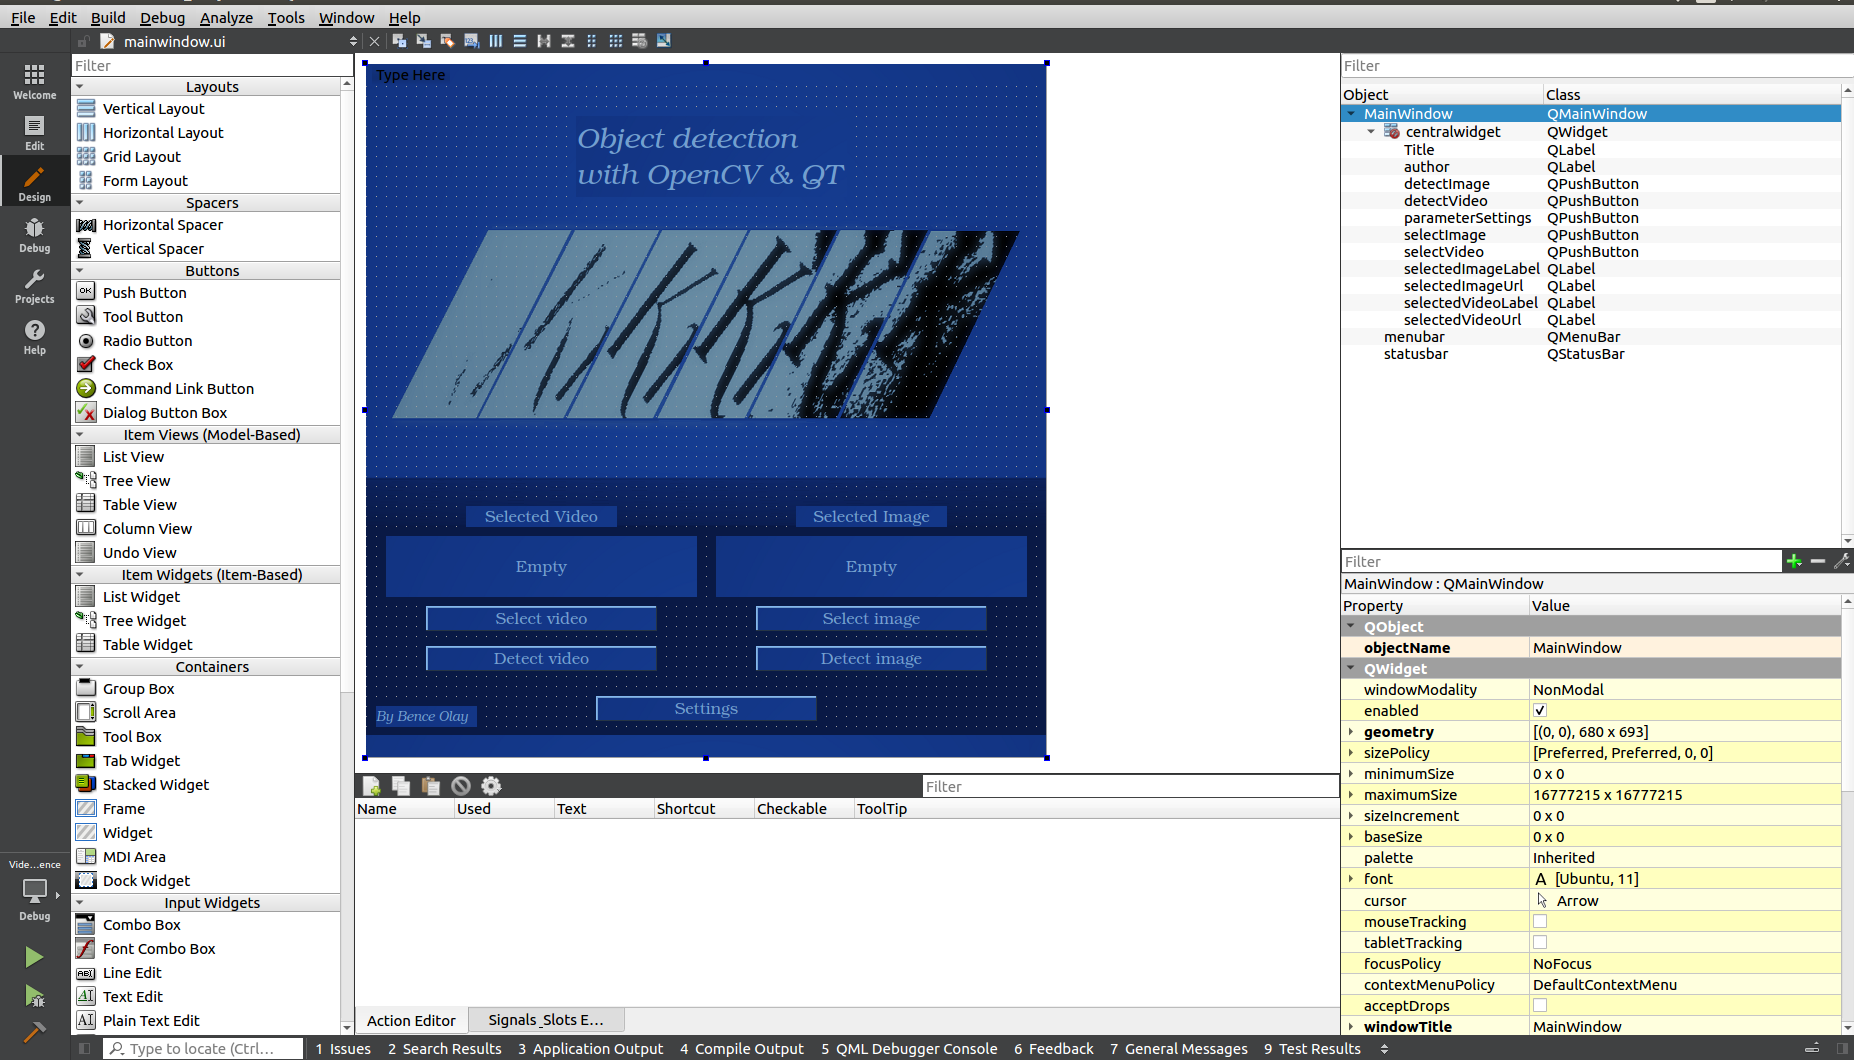 File Edit Build Debug Analyze Tools Window Help
mainwindow.ui
Welcome
Edit
Design
Debug
Projects
Help
Vide...ence
Debug
Filter
Layouts
Vertical Layout
Horizontal Layout
Grid Layout
Form Layout
Spacers
Horizontal Spacer
Vertical Spacer
Buttons
OK Push Button
Tool Button
Radio Button
Check Box
Command Link Button
Dialog Button Box
Item Views (Model-Based)
List View
Tree View
Table View
Column View
Undo View
Item Widgets (Item-Based)
List Widget
Tree Widget
Table Widget
Containers
Group Box
Scroll Area
Tool Box
Tab Widget
Stacked Widget
Frame
Widget
MDI Area
Dock Widget
Input Widgets
Combo Box
Font Combo Box
Line Edit
Text Edit
Plain Text Edit
Type Here
Object detection
with OpenCV & QT
Selected Video Selected Image
Empty Empty
Select video Select image
Detect video Detect image
Settings
By Bence Olay
Filter
Name Used Text Shortcut Checkable ToolTip
Action Editor Signals_Slots E...
Filter
Object Class
MainWindow QMainWindow
centralwidget QWidget
Title QLabel
author QLabel
detectImage QPushButton
detectVideo QPushButton
parameterSettings QPushButton
selectImage QPushButton
selectVideo QPushButton
selectedImageLabel QLabel
selectedImageUrl QLabel
selectedVideoLabel QLabel
selectedVideoUrl QLabel
menubar QMenuBar
statusbar QStatusBar
Filter
MainWindow : QMainWindow
Property Value
QObject
objectName MainWindow
QWidget
windowModality NonModal
enabled
geometry [(0, 0), 680 x 693]
sizePolicy [Preferred, Preferred, 0, 0]
minimumSize 0 x 0
maximumSize 16777215 x 16777215
sizeIncrement 0 x 0
baseSize 0 x 0
palette Inherited
font A [Ubuntu, 11]
cursor Arrow
mouseTracking
tabletTracking
focusPolicy NoFocus
contextMenuPolicy DefaultContextMenu
acceptDrops
windowTitle MainWindow
Type to locate (Ctrl... 1 Issues 2 Search Results 3 Application Output 4 Compile Output 5 QML Debugger Console 6 Feedback 7 General Messages 9 Test Results